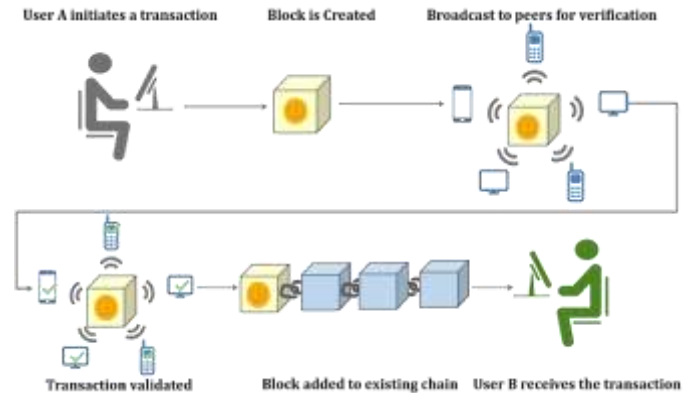 User A initiates a transaction
Block is Created
Broadcast to peers for verification
Transaction validated
Block added to existing chain
User B receives the transaction